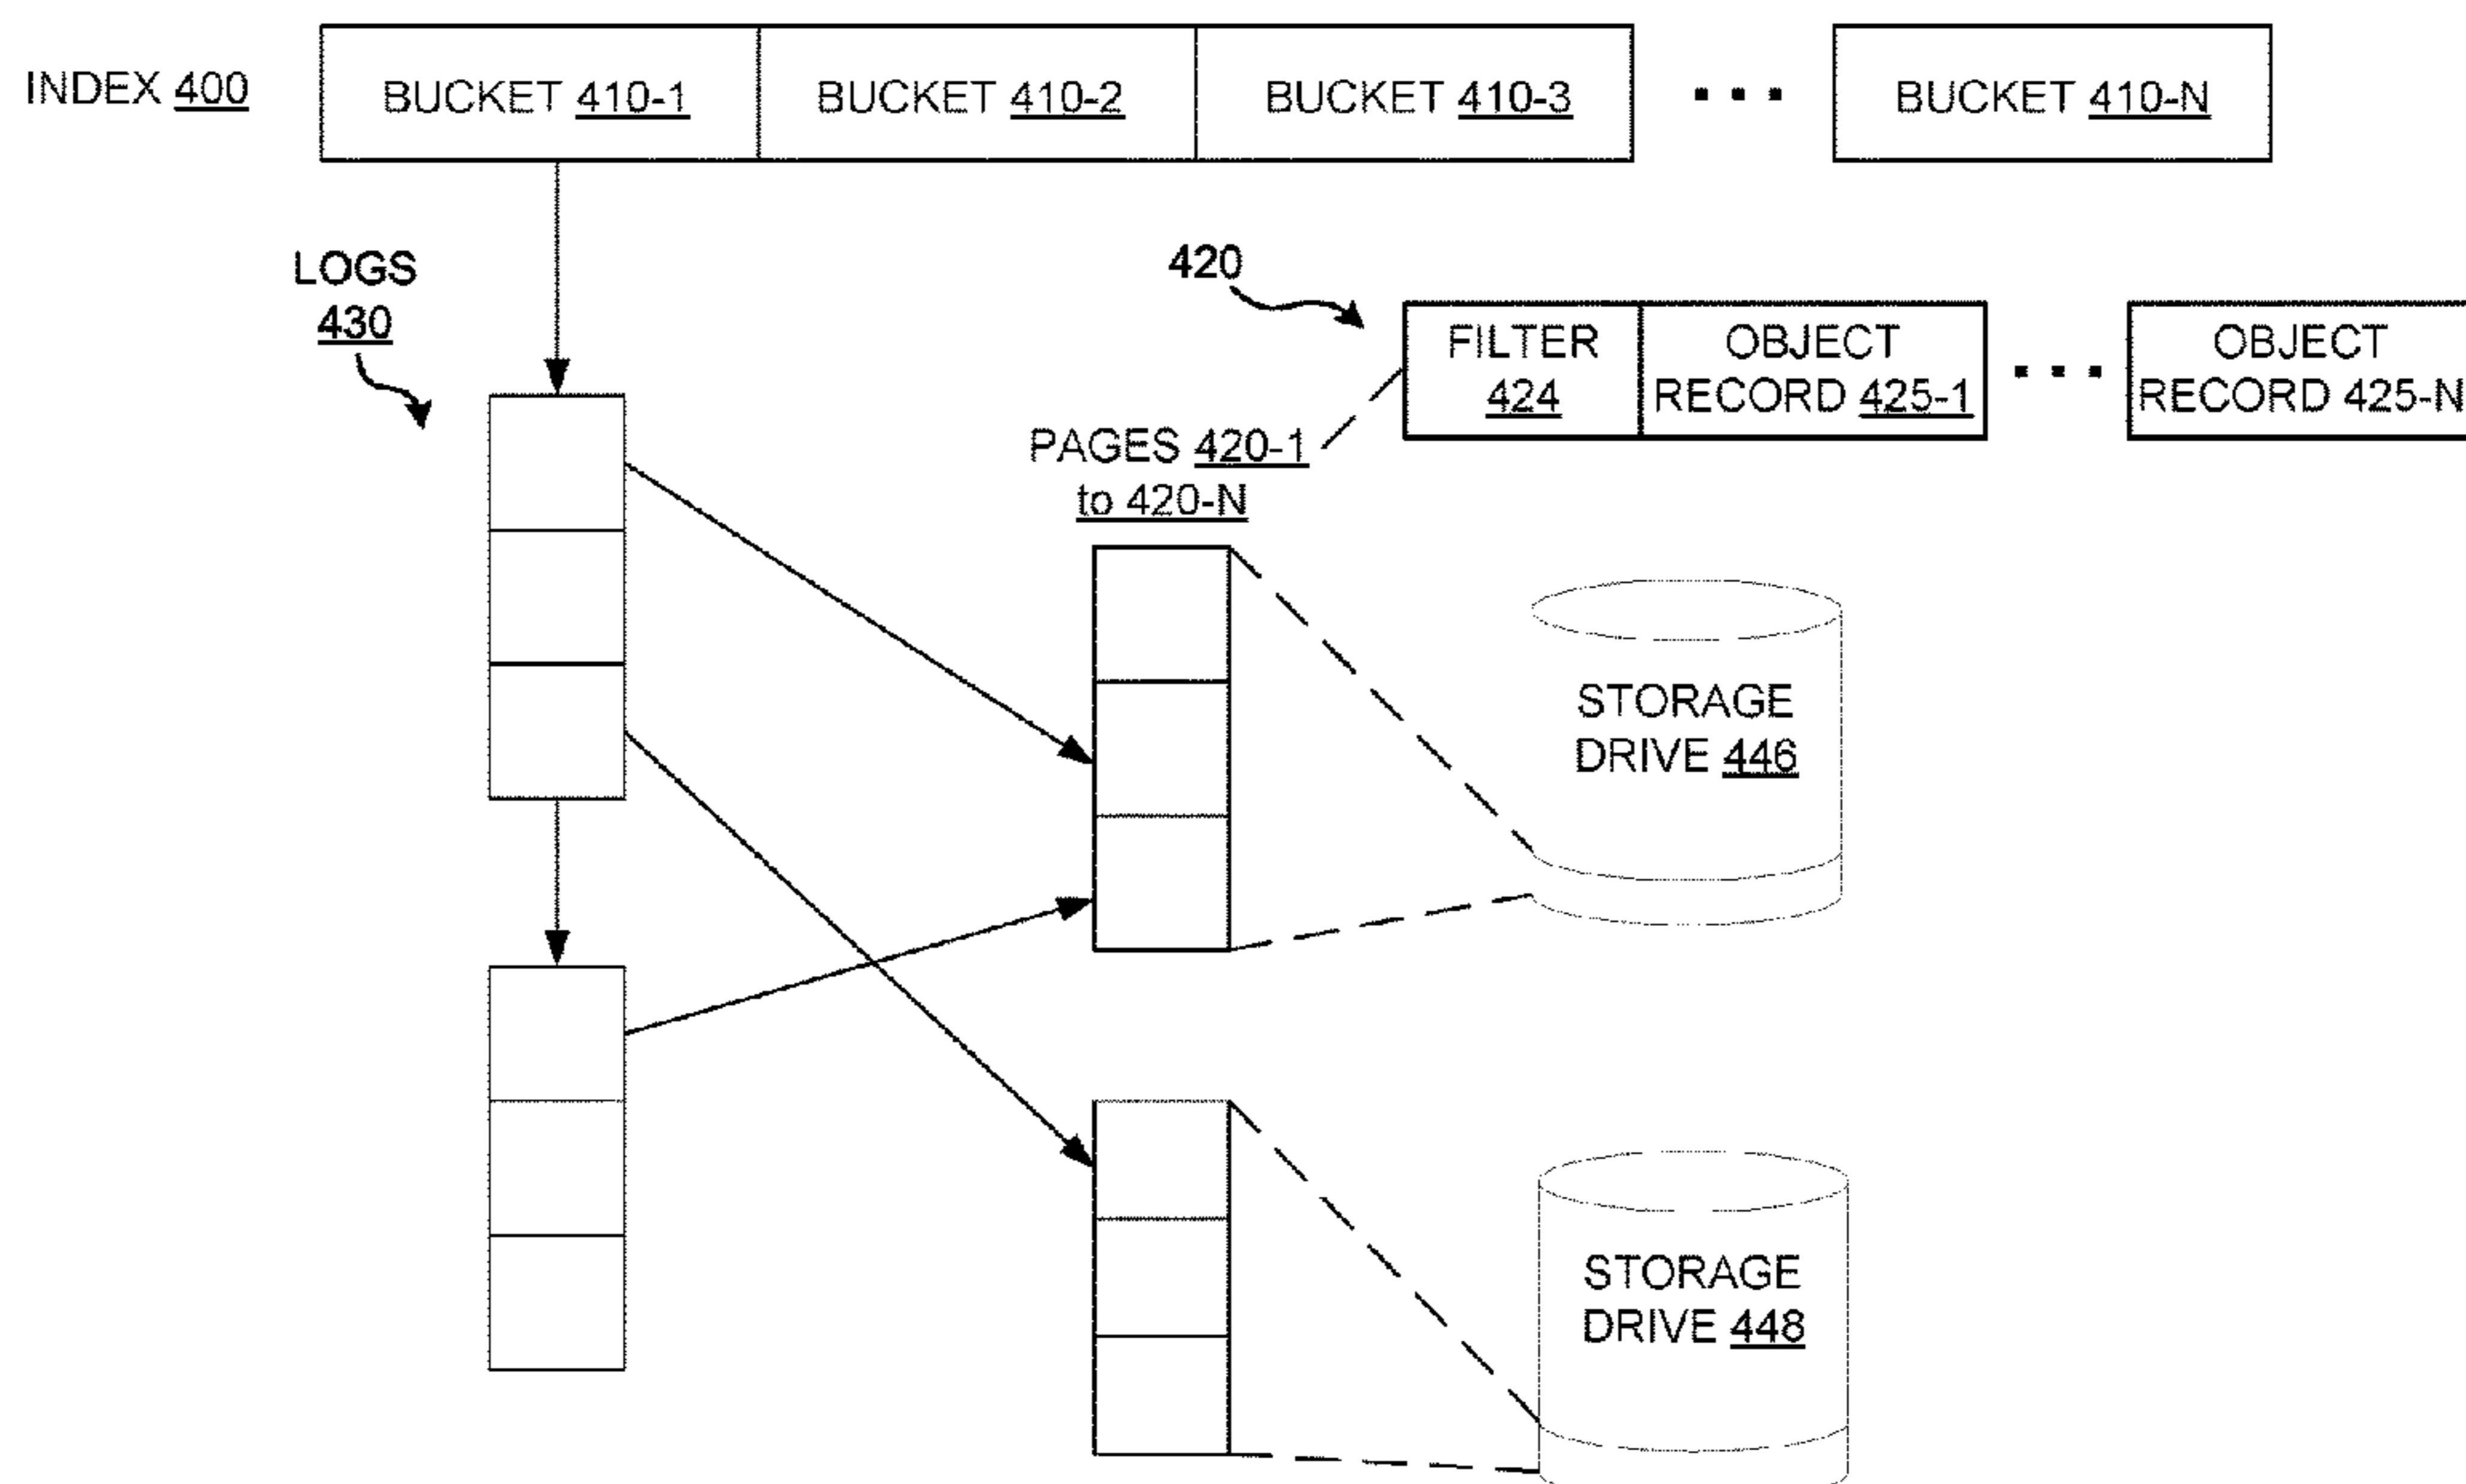 INDEX 400
BUCKET 410-1
BUCKET 410-2
BUCKET 410-3
...
BUCKET 410-N
LOGS
430
420
FILTER
424
OBJECT
RECORD 425-1
...
OBJECT
RECORD 425-N
PAGES 420-1
to 420-N
STORAGE
DRIVE 446
STORAGE
DRIVE 448